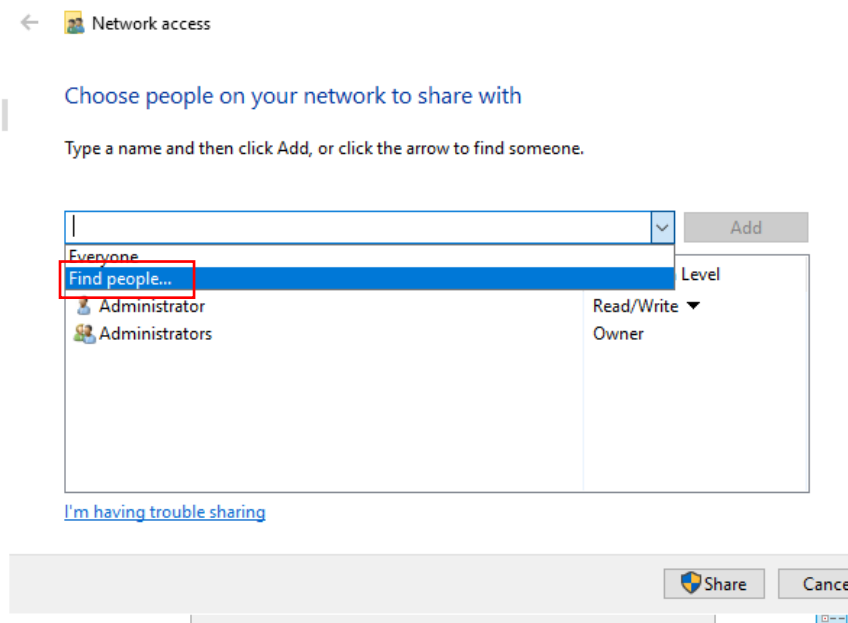 Network access
Choose people on your network to share with
Type a name and then click Add, or click the arrow to find someone.
Add
Everyone
Find people...
Level
Administrator Read/Write
Administrators Owner
I'm having trouble sharing
Share Cance